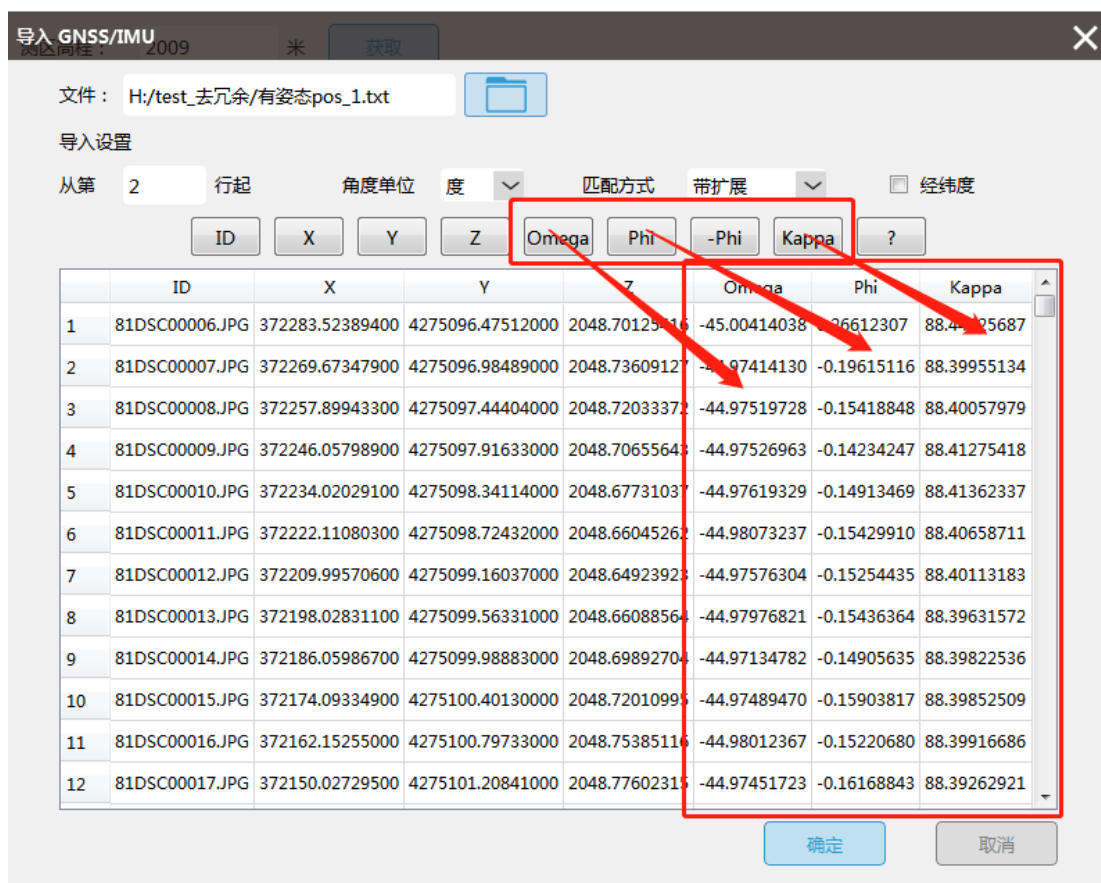 导入 GNSS/IMU
测区高程： 2009 米 获取
文件： H:/test_去冗余/有姿态pos_1.txt
导入设置
从第 2 行起 角度单位 度 匹配方式 带扩展 经纬度
ID X Y Z Omega Phi -Phi Kappa ?
ID X Y Z Omega Phi Kappa
1 81DSC00006.JPG 372283.52389400 4275096.47512000 -45.00414038
2 81DSC00007.JPG 372269.67347900 4275096.98489000 2048.73609127 -0.19615116 88.39955134
3 81DSC00008.JPG 372257.89943300 4275097.44404000 2048.72033372 -44.97519728 -0.15418848 88.40057979
4 81DSC00009.JPG 372246.05798900 4275097.91633000 2048.70655643 -44.97526963 -0.14234247 88.41275418
5 81DSC00010.JPG 372234.02029100 4275098.34114000 2048.67731037 -44.97619329 -0.14913469 88.41362337
6 81DSC00011.JPG 372222.11080300 4275098.72432000 2048.66045262 -44.98073237 -0.15429910 88.40658711
7 81DSC00012.JPG 372209.99570600 4275099.16037000 2048.64923923 -44.97576304 -0.15254435 88.40113183
8 81DSC00013.JPG 372198.02831100 4275099.56331000 2048.66088564 -44.97976821 -0.15436364 88.39631572
9 81DSC00014.JPG 372186.05986700 4275099.98883000 2048.69892704 -44.97134782 -0.14905635 88.39822536
10 81DSC00015.JPG 372174.09334900 4275100.40130000 2048.72010995 -44.97489470 -0.15903817 88.39852509
11 81DSC00016.JPG 372162.15255000 4275100.79733000 2048.75385116 -44.98012367 -0.15220680 88.39916686
12 81DSC00017.JPG 372150.02729500 4275101.20841000 2048.77602315 -44.97451723 -0.16168843 88.39262921
确定 取消